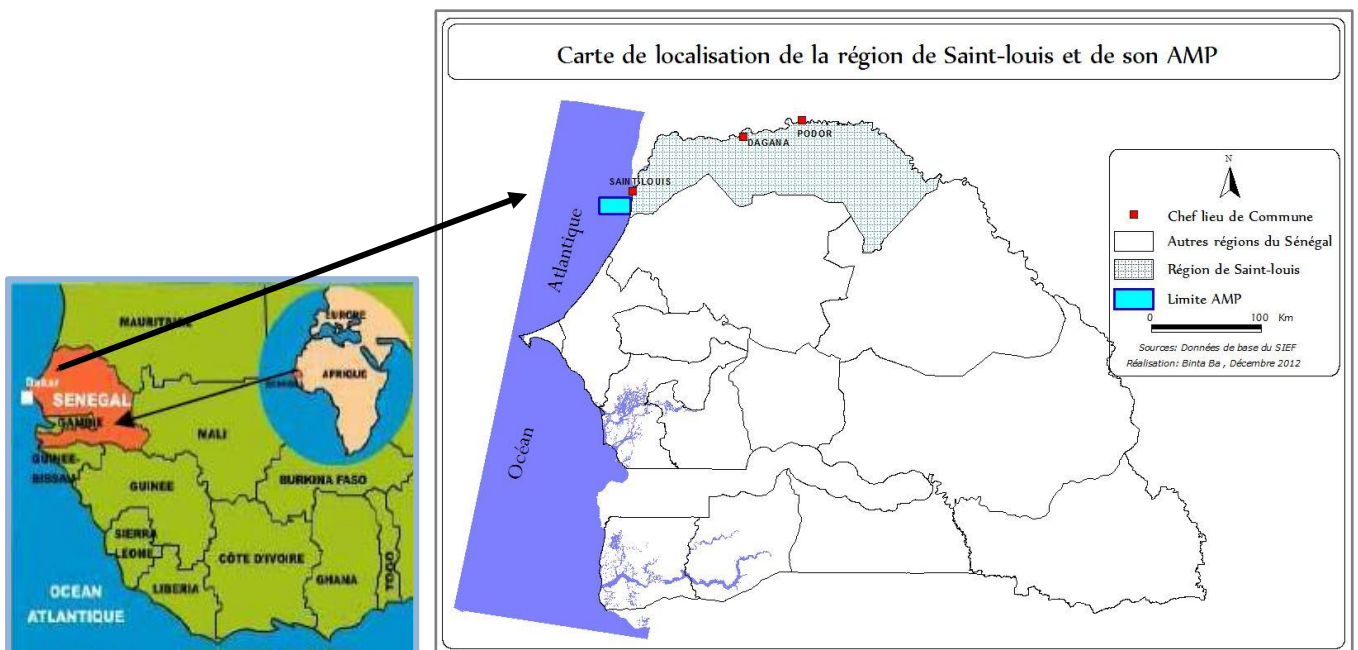 Carte de localisation de la région de Saint-louis et de son AMP
PODOR
DAGANA
SAINT-LOUIS
Atlantique
Océan
N
Chef lieu de Commune
Autres régions du Sénégal
Région de Saint-louis
Limite AMP
0 100 Km
Sources: Données de base du SIEF
Réalisation: Binta Ba , Décembre 2012
MAURITANIE
EUROPE
AFRIQUE
Dakar
SENEGAL
GAMBIE
MALI
GUINEE-
BISSAU
GUINEE
BURKINA FASO
SIERRA
LEONE
CÔTE D'IVOIRE
GHANA
TOGO
LIBERIA
OCEAN
ATLANTIQUE